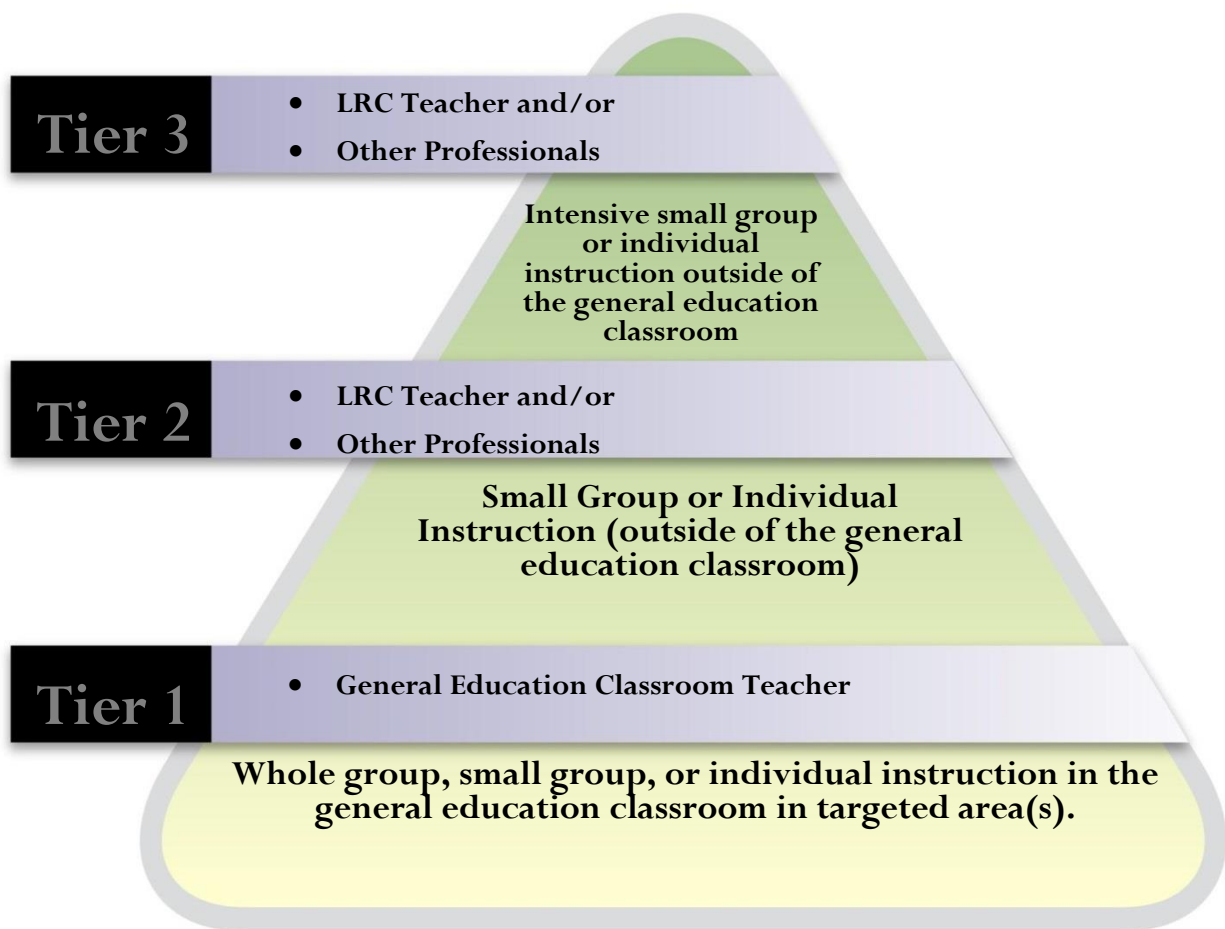 Tier 3
• LRC Teacher and/or
• Other Professionals
Intensive small group
or individual
instruction outside of
the general education
classroom
Tier 2
• LRC Teacher and/or
• Other Professionals
Small Group or Individual
Instruction (outside of the general
education classroom)
Tier 1
• General Education Classroom Teacher
Whole group, small group, or individual instruction in the
general education classroom in targeted area(s).